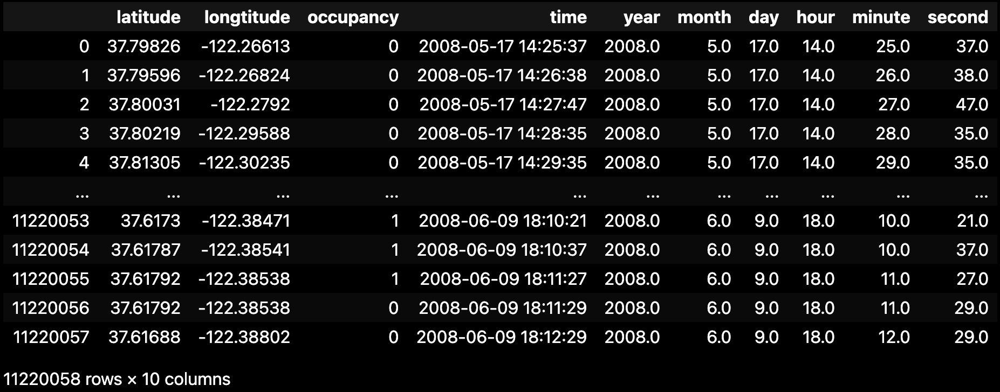 latitude longtitude occupancy time year month day hour minute second
0 37.79826 -122.26613 0 2008-05-17 14:25:37 2008.0 5.0 17.0 14.0 25.0 37.0
1 37.79596 -122.26824 0 2008-05-17 14:26:38 2008.0 5.0 17.0 14.0 26.0 38.0
2 37.80031 -122.2792 0 2008-05-17 14:27:47 2008.0 5.0 17.0 14.0 27.0 47.0
3 37.80219 -122.29588 0 2008-05-17 14:28:35 2008.0 5.0 17.0 14.0 28.0 35.0
4 37.81305 -122.30235 0 2008-05-17 14:29:35 2008.0 5.0 17.0 14.0 29.0 35.0
... ... ... ... ... ... ... ... ... ... ...
11220053 37.6173 -122.38471 1 2008-06-09 18:10:21 2008.0 6.0 9.0 18.0 10.0 21.0
11220054 37.61787 -122.38541 1 2008-06-09 18:10:37 2008.0 6.0 9.0 18.0 10.0 37.0
11220055 37.61792 -122.38538 1 2008-06-09 18:11:27 2008.0 6.0 9.0 18.0 11.0 27.0
11220056 37.61792 -122.38538 0 2008-06-09 18:11:29 2008.0 6.0 9.0 18.0 11.0 29.0
11220057 37.61688 -122.38802 0 2008-06-09 18:12:29 2008.0 6.0 9.0 18.0 12.0 29.0
11220058 rows × 10 columns